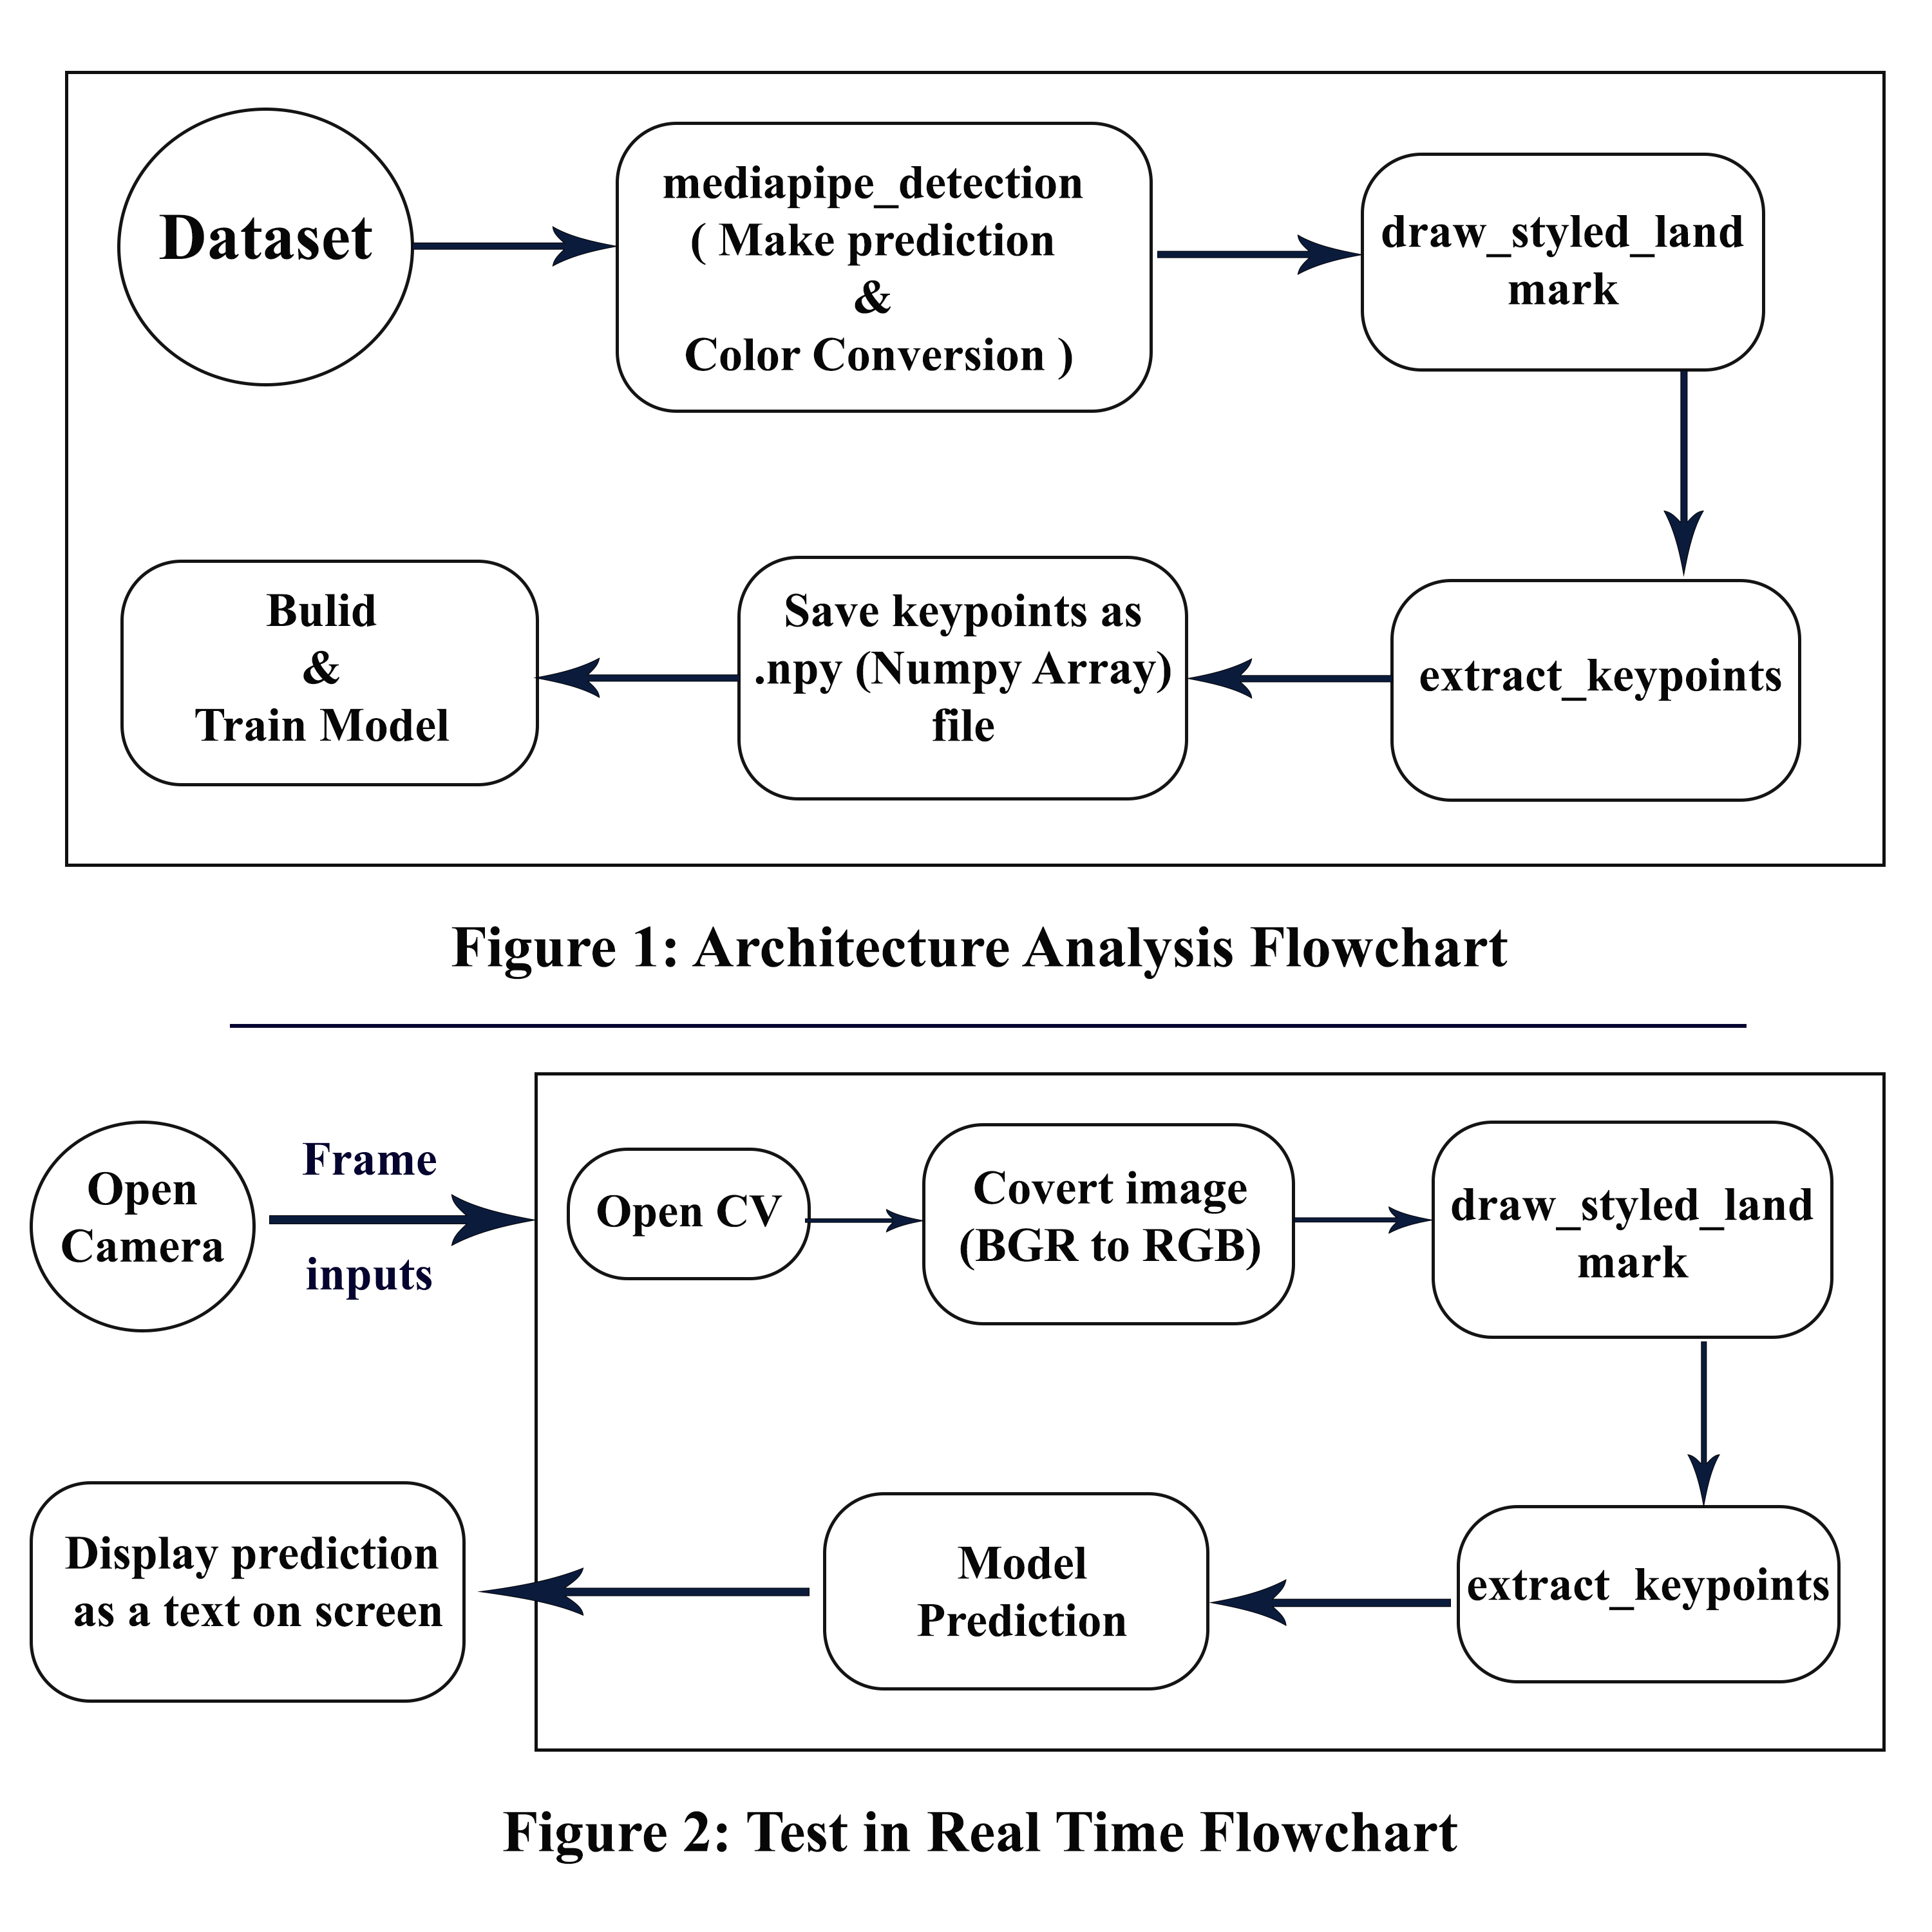 Dataset
mediapipe_detection
( Make prediction
&
Color Conversion )
draw_styled_land
mark
extract_keypoints
Save keypoints as
.npy (Numpy Array)
file
Bulid
&
Train Model
Figure 1: Architecture Analysis Flowchart
Open
Camera
Frame
inputs
Open CV
Covert image
(BGR to RGB)
draw_styled_land
mark
extract_keypoints
Model
Prediction
Display prediction
as a text on screen
Figure 2: Test in Real Time Flowchart